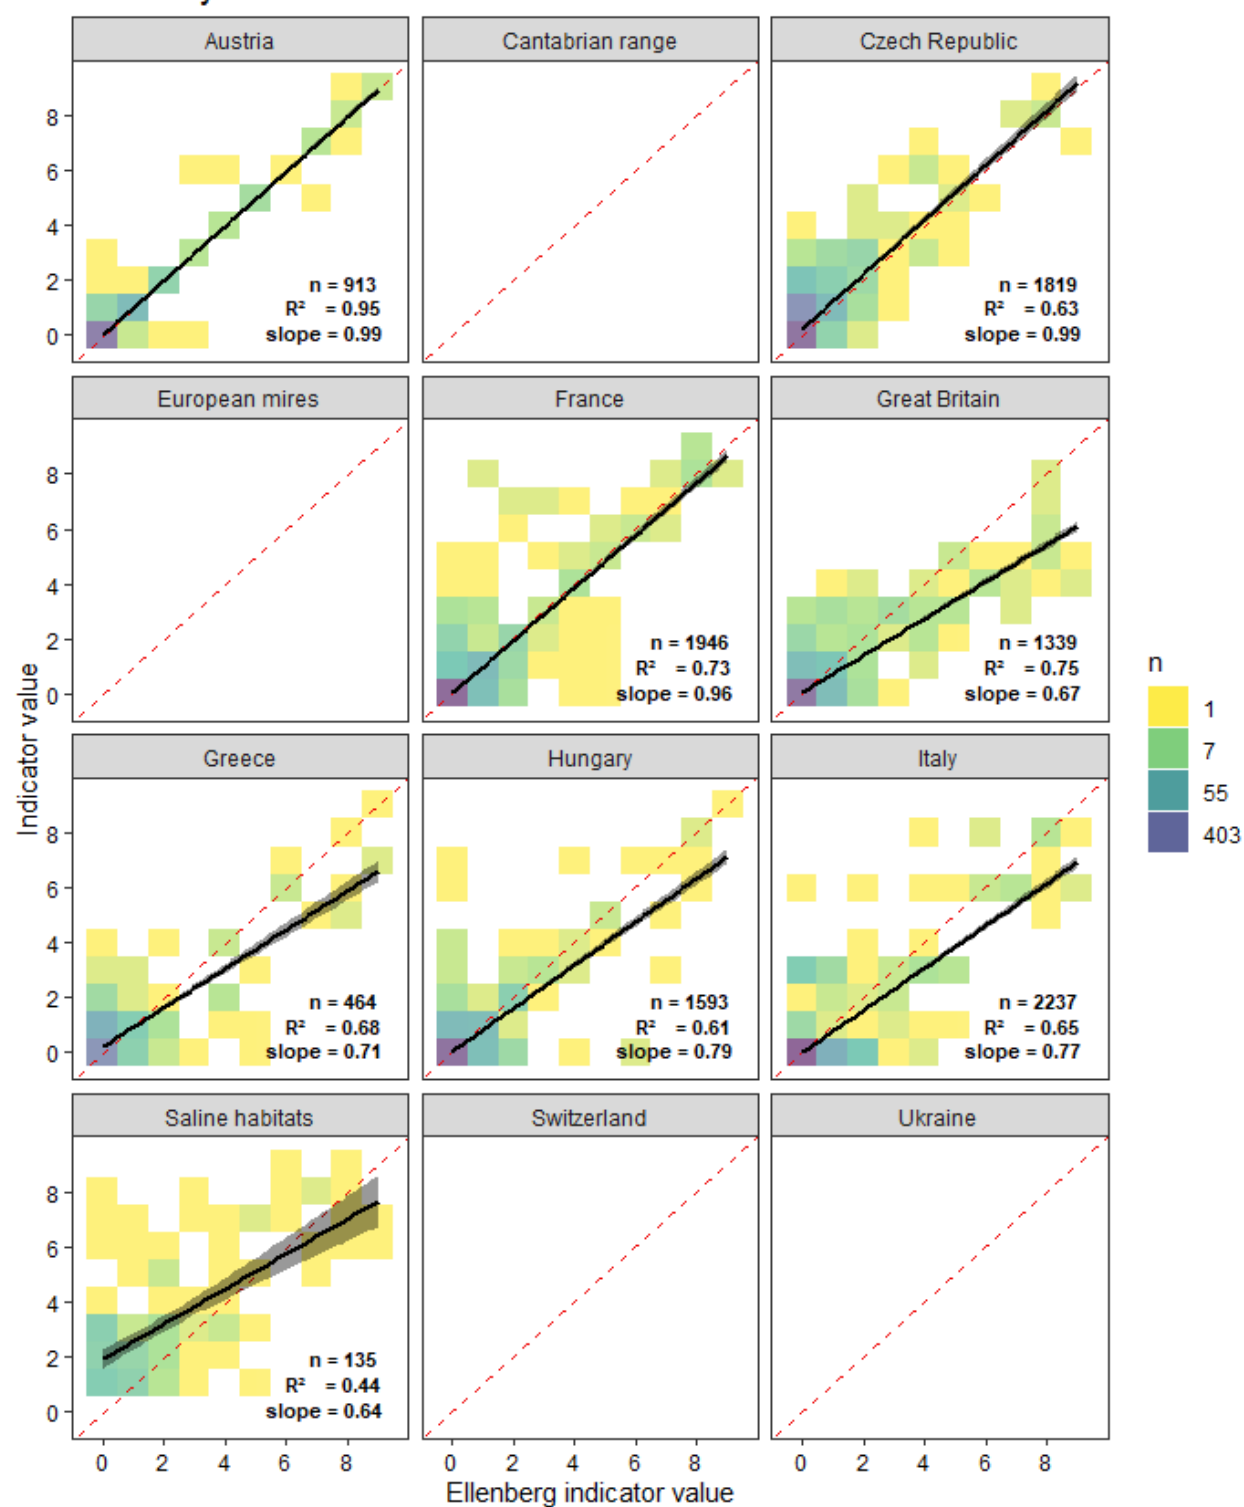 Austria
Cantabrian range
Czech Republic
8
6
4
2
0
n = 913
R² = 0.95
slope = 0.99
n = 1819
R² = 0.63
slope = 0.99
European mires
France
Great Britain
8
6
4
2
0
n = 1946
R² = 0.73
slope = 0.96
n = 1339
R² = 0.75
slope = 0.67
Indicator value
n
1
7
55
403
Greece
Hungary
Italy
8
6
4
2
0
n = 464
R² = 0.68
slope = 0.71
n = 1593
R² = 0.61
slope = 0.79
n = 2237
R² = 0.65
slope = 0.77
Saline habitats
Switzerland
Ukraine
8
6
4
2
0
n = 135
R² = 0.44
slope = 0.64
0 2 4 6 8
0 2 4 6 8
0 2 4 6 8
Ellenberg indicator value